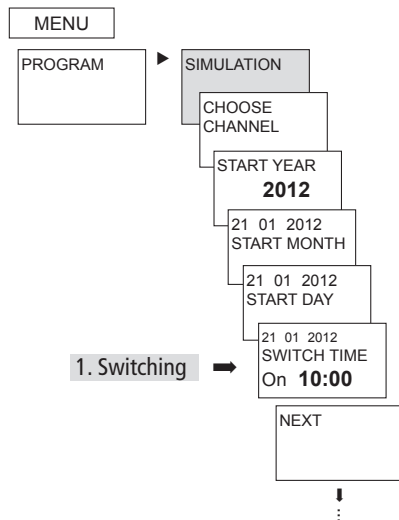 MENU
PROGRAM
SIMULATION
CHOOSE
CHANNEL
START YEAR
2012
21 01 2012
START MONTH
21 01 2012
START DAY
21 01 2012
SWITCH TIME
On 10:00
1. Switching
NEXT